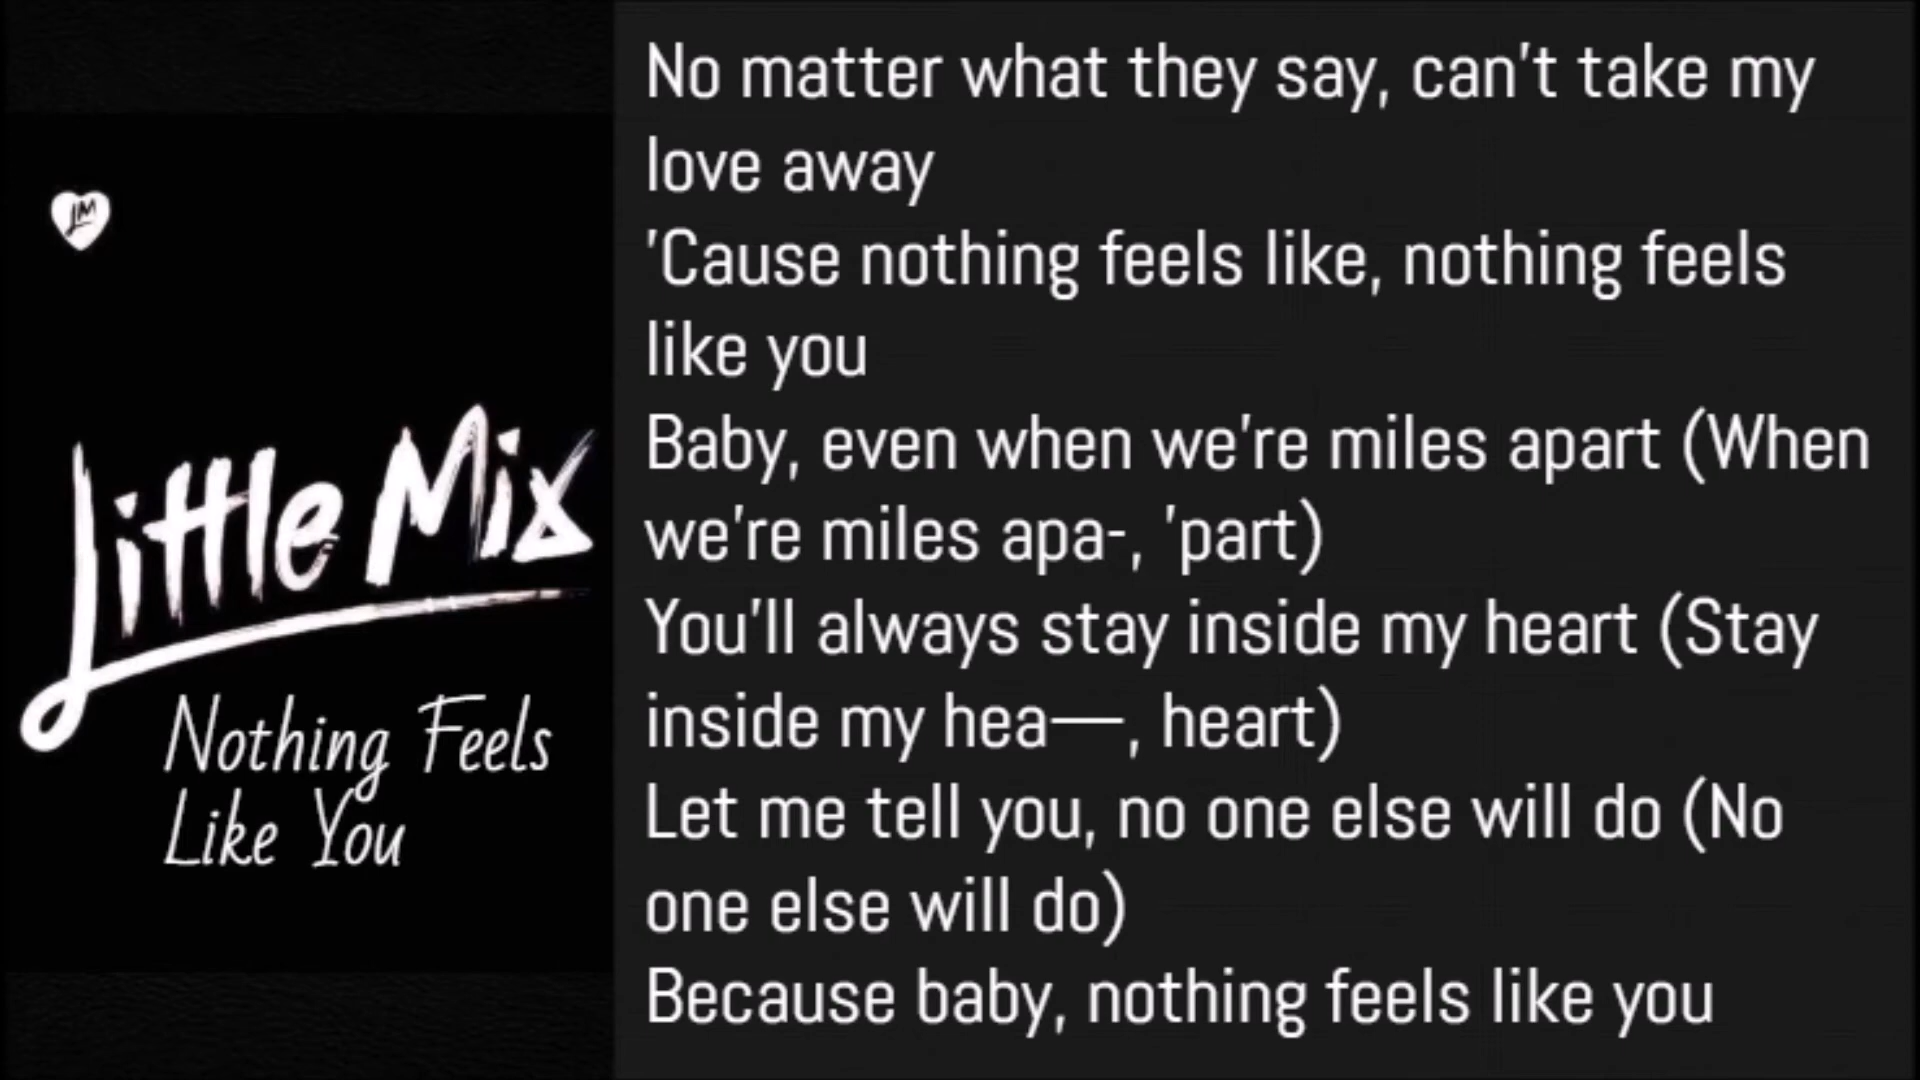 LM
Little Mix
Nothing Feels
Like You
No matter what they say, can't take my
love away
'Cause nothing feels like, nothing feels
like you
Baby, even when we're miles apart (When
we're miles apa-, 'part)
You'll always stay inside my heart (Stay
inside my hea—, heart)
Let me tell you, no one else will do (No
one else will do)
Because baby, nothing feels like you